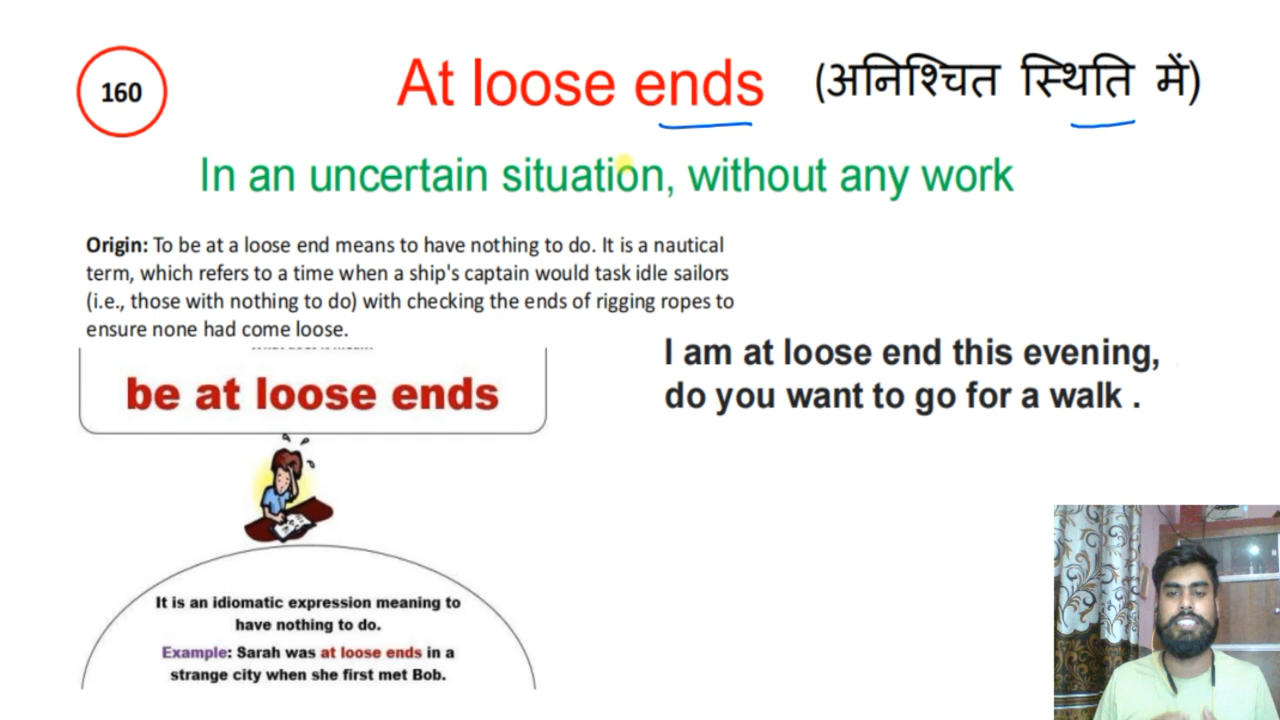 160
At loose ends (अनिश्चित स्थिति में)
In an uncertain situation, without any work
Origin: To be at a loose end means to have nothing to do. It is a nautical
term, which refers to a time when a ship's captain would task idle sailors
(i.e., those with nothing to do) with checking the ends of rigging ropes to
ensure none had come loose.
be at loose ends
I am at loose end this evening,
do you want to go for a walk .
It is an idiomatic expression meaning to
have nothing to do.
Example: Sarah was at loose ends in a
strange city when she first met Bob.